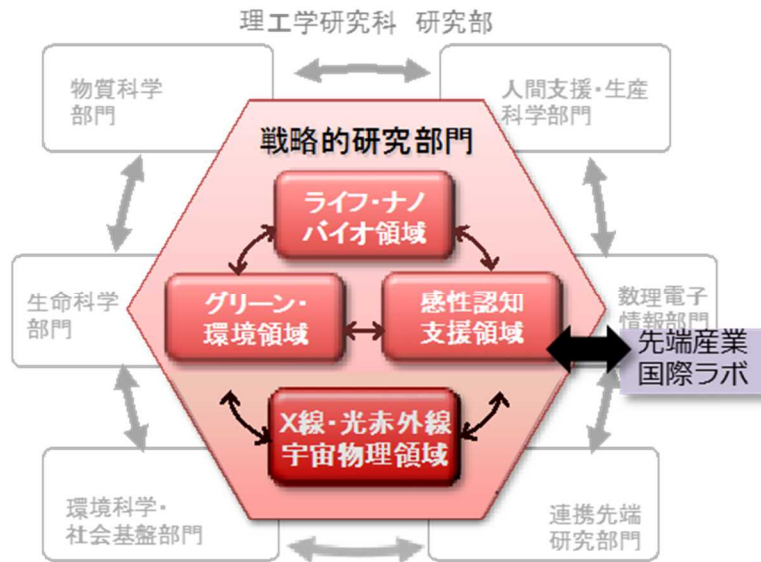 理工学研究科 研究部
物質科学
部門
人間支援・生産
科学部門
戦略的研究部門
ライフ・ナノ
バイオ領域
生命科学
部門
グリーン・
環境領域
感性認知
支援領域
数理電子
情報部門
先端産業
国際ラボ
X線・光赤外線
宇宙物理領域
環境科学・
社会基盤部門
連携先端
研究部門